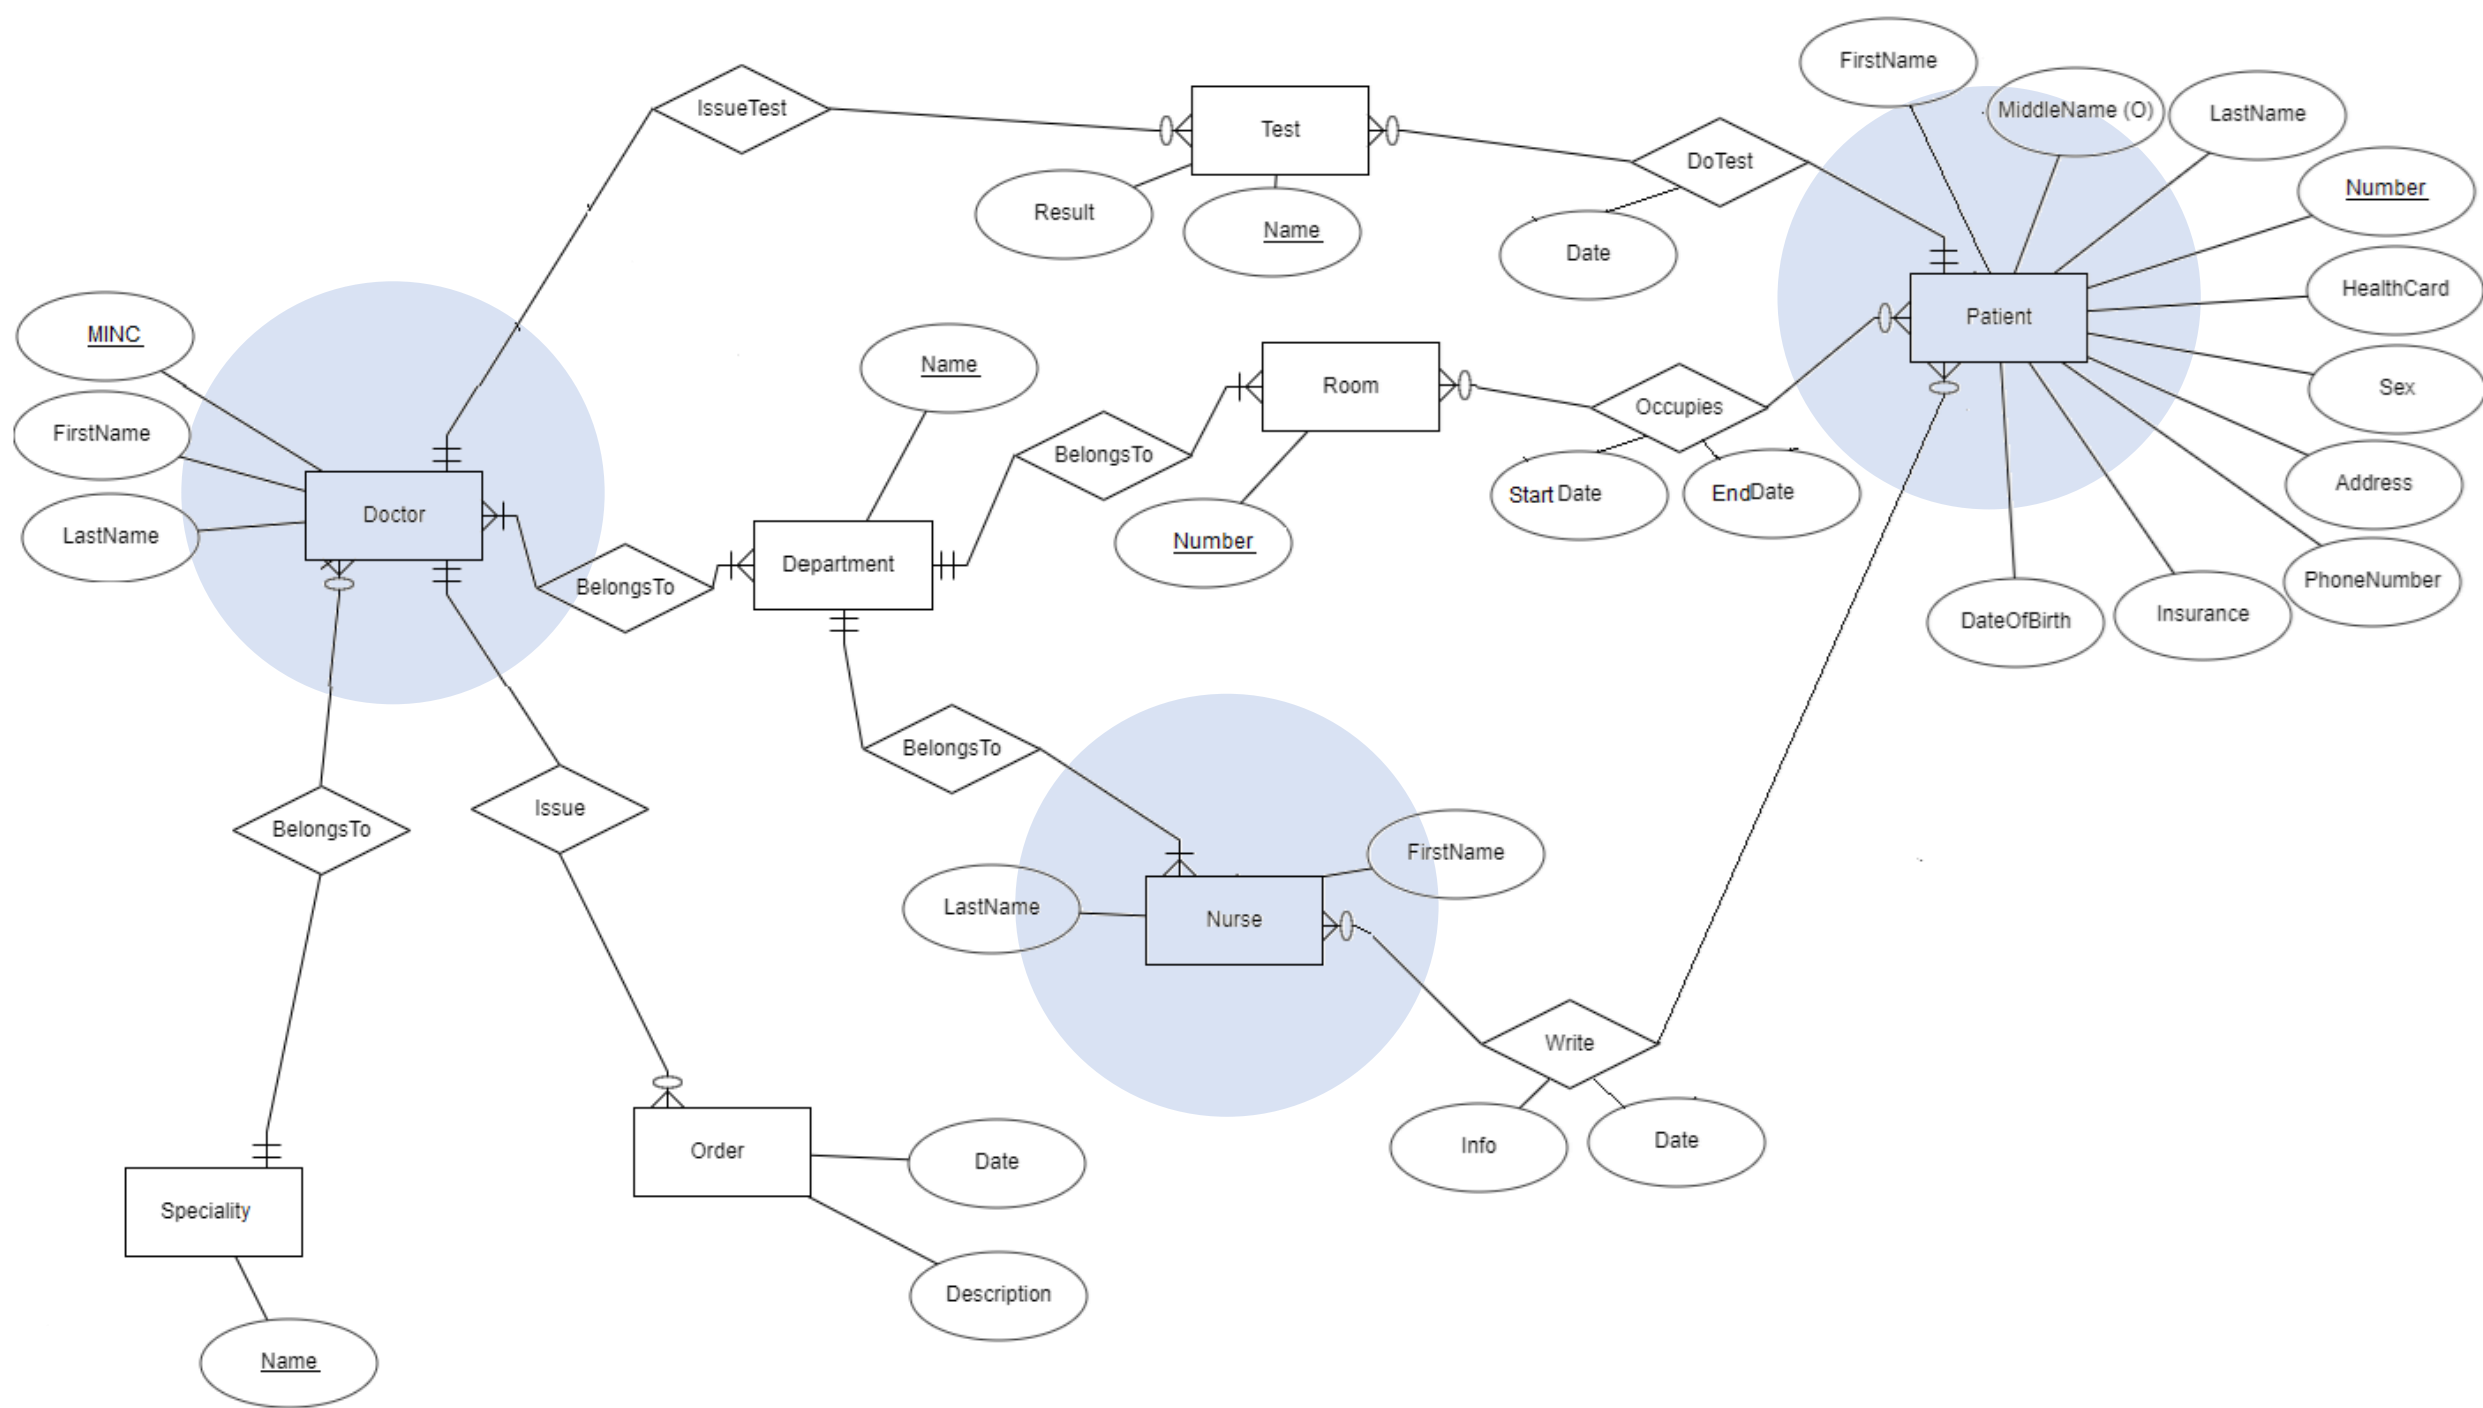 FirstName
IssueTest
MiddleName (O)
LastName
Test
DoTest
Number
Result
Name
Date
HealthCard
Patient
MINC
Name
Room
Sex
Occupies
FirstName
BelongsTo
Address
Start Date
EndDate
Doctor
LastName
Number
Department
BelongsTo
PhoneNumber
DateOfBirth
Insurance
BelongsTo
Issue
BelongsTo
FirstName
LastName
Nurse
Write
Order
Info
Date
Date
Speciality
Description
Name